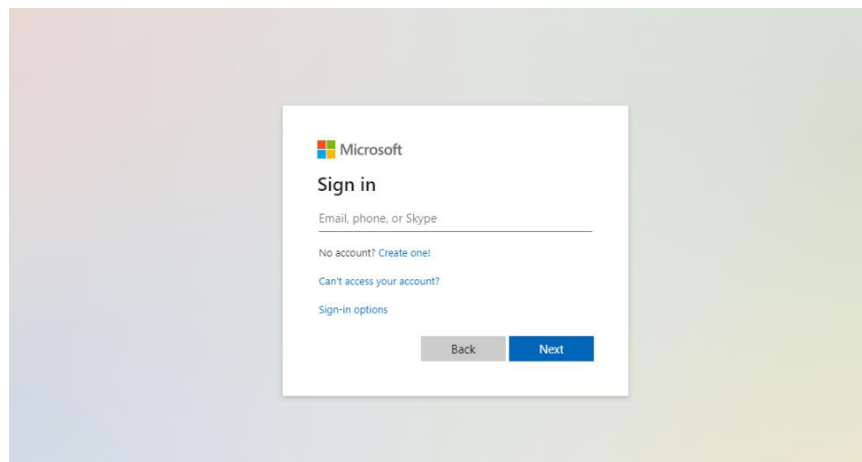 Microsoft
Sign in
Email, phone, or Skype
No account? Create one!
Can't access your account?
Sign-in options
Back Next